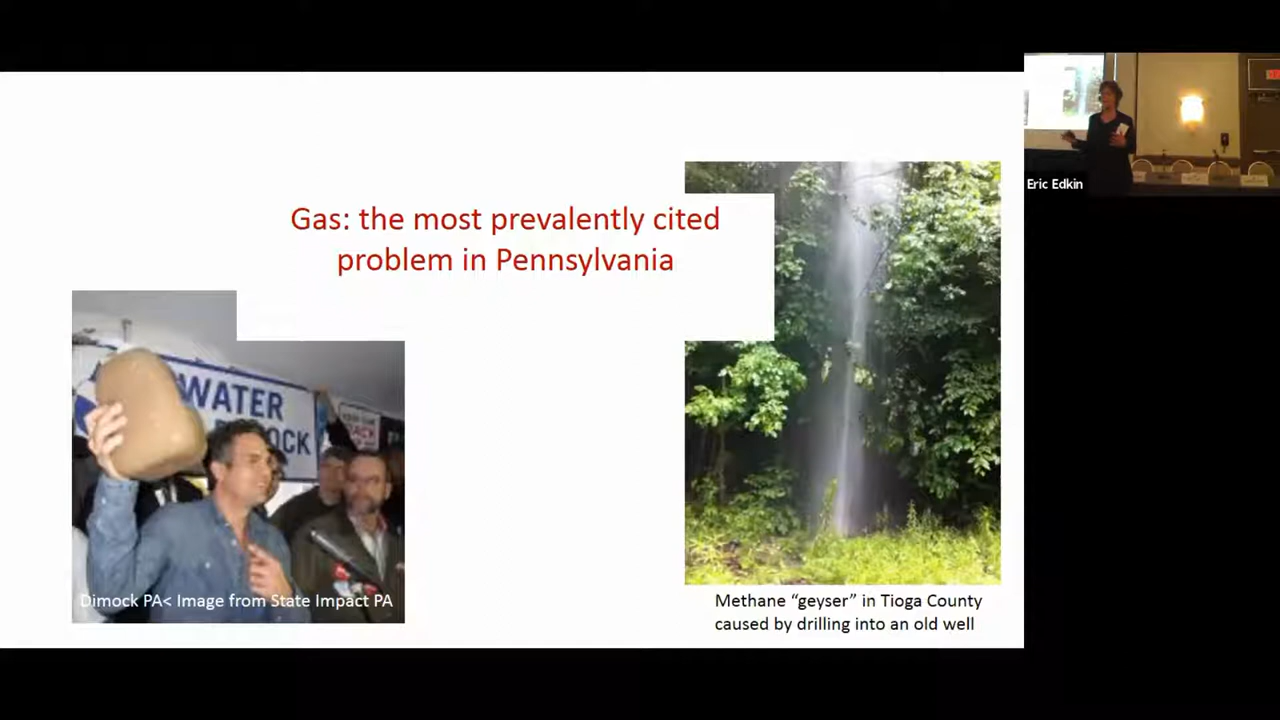 Gas: the most prevalently cited
problem in Pennsylvania
WATER
Dimock PA< Image from State Impact PA
Methane “geyser” in Tioga County
caused by drilling into an old well
Eric Edkin